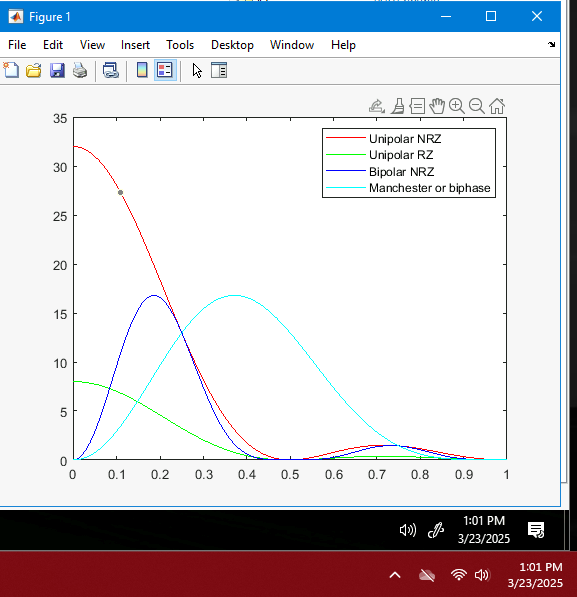 Figure 1
File Edit View Insert Tools Desktop Window Help
35
30
25
20
15
10
5
0
Unipolar NRZ
Unipolar RZ
Bipolar NRZ
Manchester or biphase
0 0.1 0.2 0.3 0.4 0.5 0.6 0.7 0.8 0.9 1
1:01 PM
3/23/2025
1:01 PM
3/23/2025